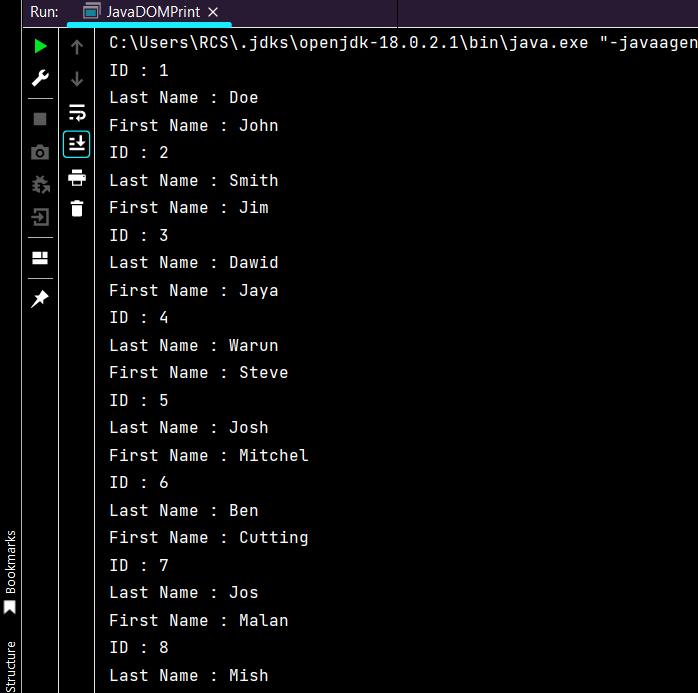 Run: JavaDOMPrint
C:\Users\RCS\.jdks\openjdk-18.0.2.1\bin\java.exe "-javaagen
ID : 1
Last Name : Doe
First Name : John
ID : 2
Last Name : Smith
First Name : Jim
ID : 3
Last Name : Dawid
First Name : Jaya
ID : 4
Last Name : Warun
First Name : Steve
ID : 5
Last Name : Josh
First Name : Mitchel
ID : 6
Last Name : Ben
First Name : Cutting
ID : 7
Last Name : Jos
First Name : Malan
ID : 8
Last Name : Mish
Bookmarks
Structure